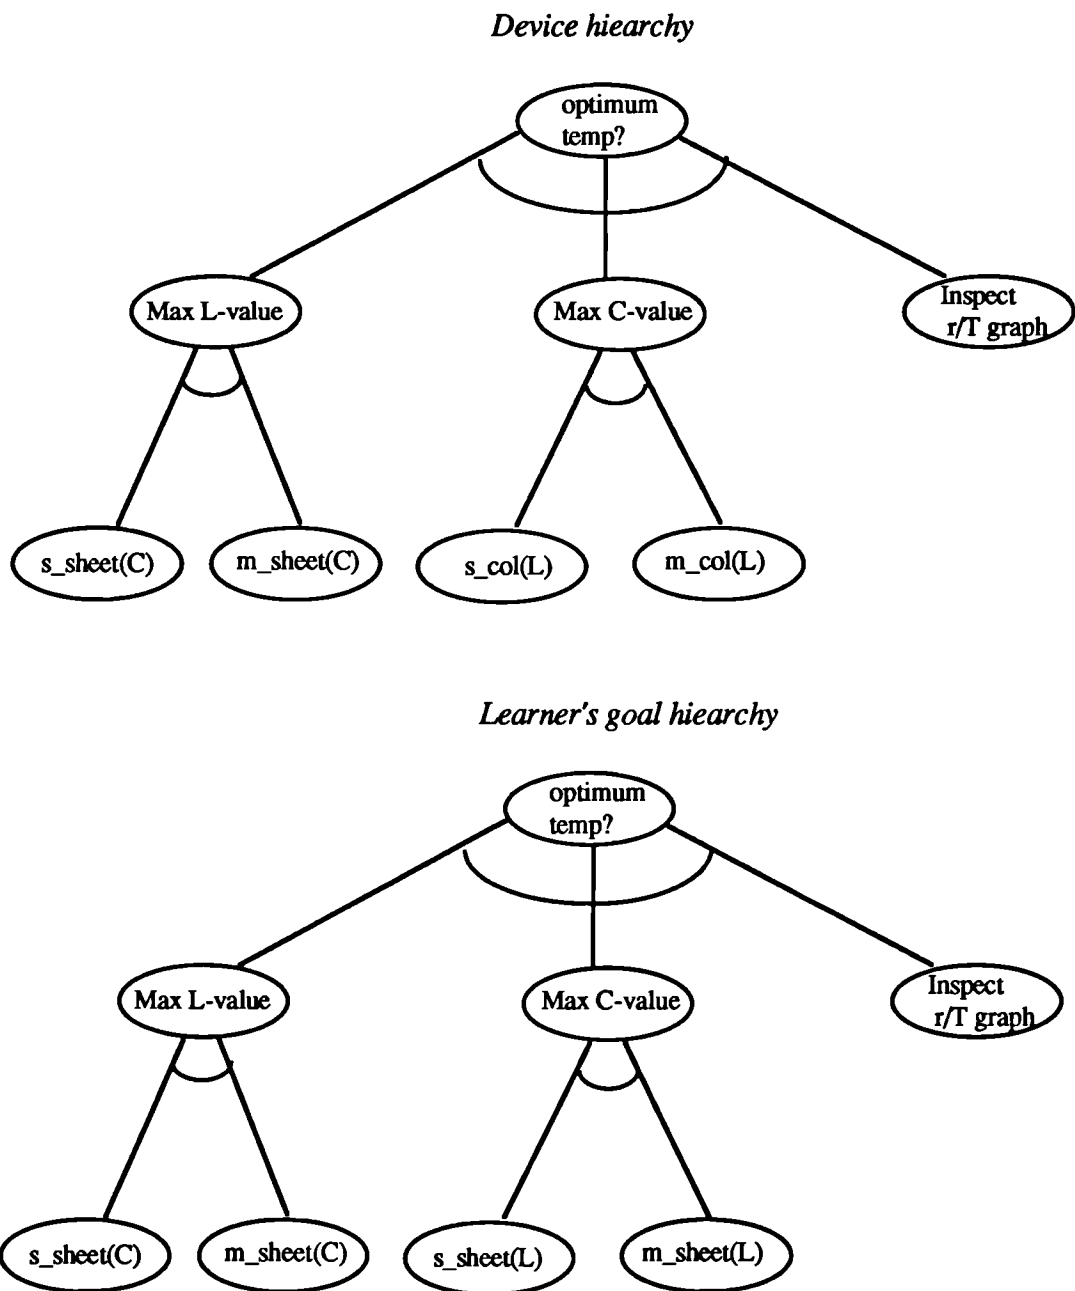 Device hiearchy
optimum
temp?
Max L-value
Max C-value
Inspect
r/T graph
s_sheet(C)
m_sheet(C)
s_col(L)
m_col(L)
Learner's goal hiearchy
optimum
temp?
Max L-value
Max C-value
Inspect
r/T graph
s_sheet(C)
m_sheet(C)
s_sheet(L)
m_sheet(L)